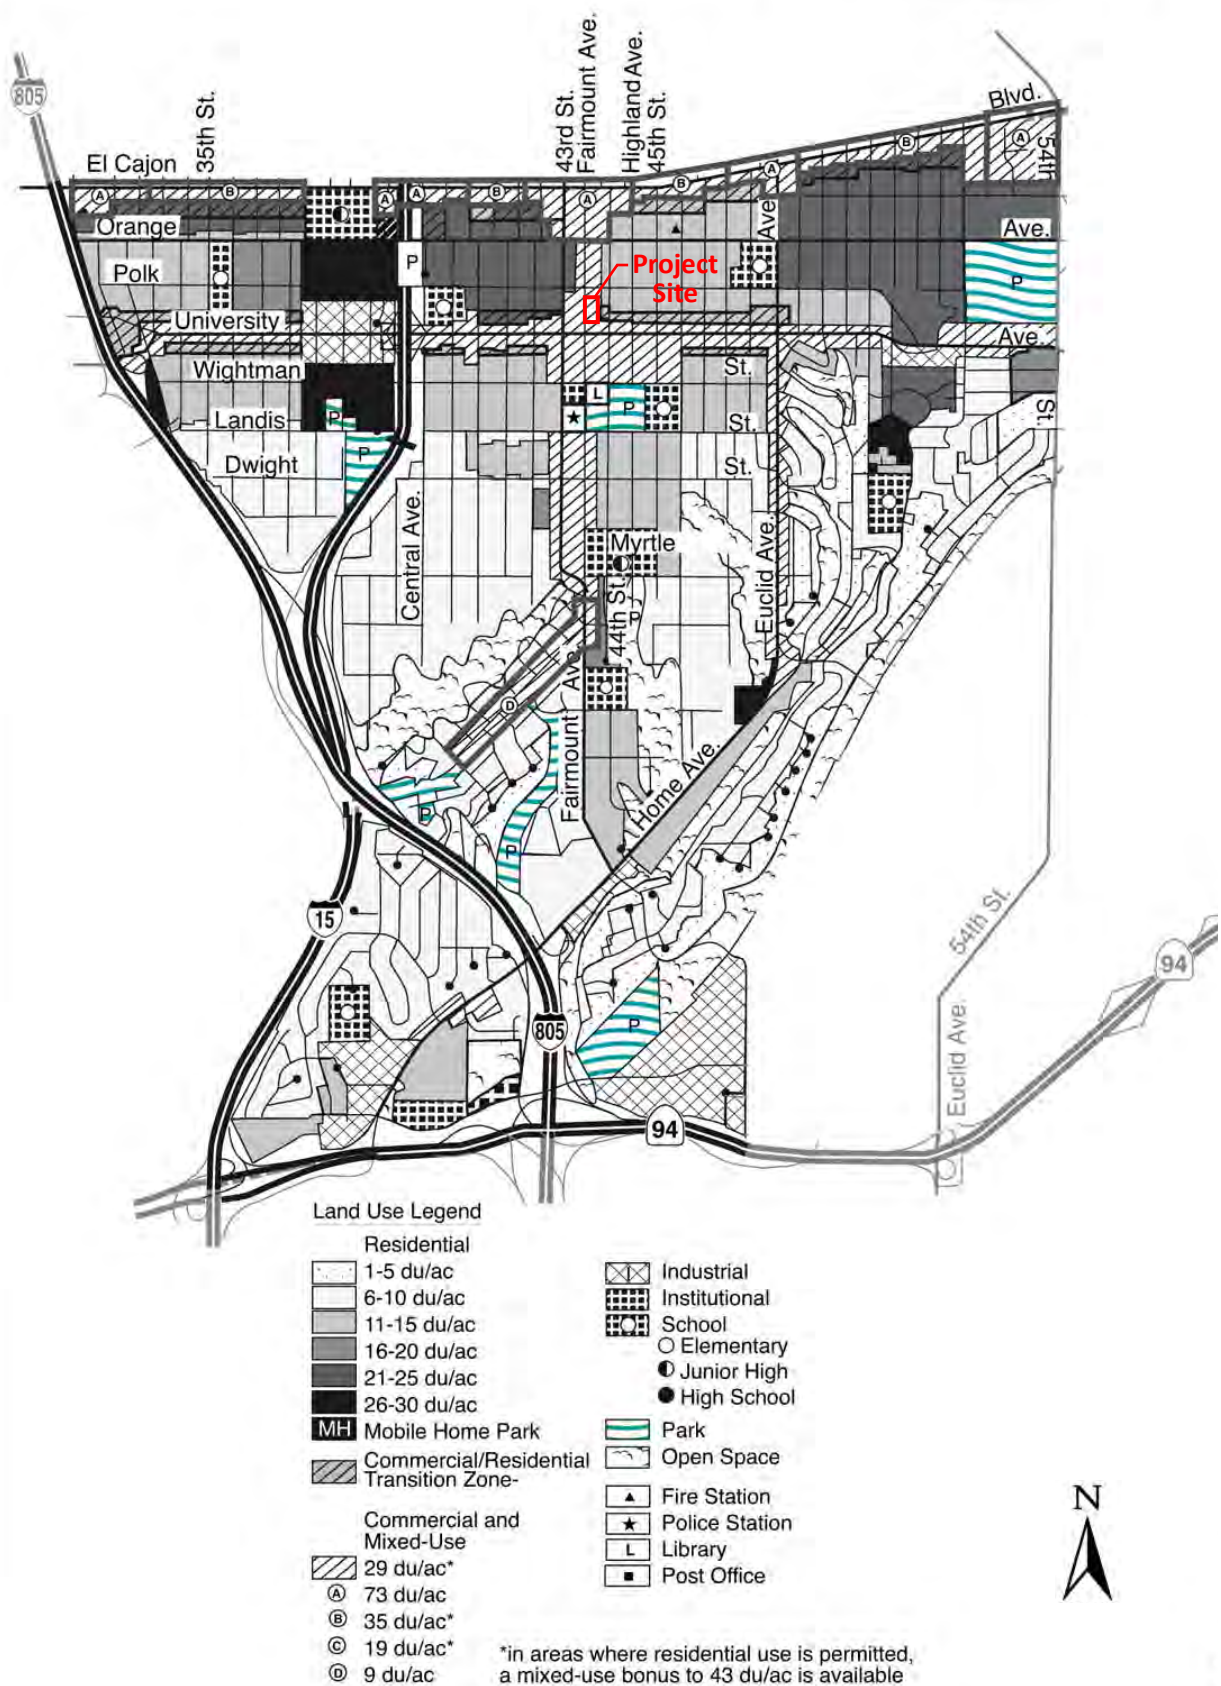 805
35th St.
43rd St.
Fairmount Ave.
Highland Ave.
45th St.
Blvd.
El Cajon
A
B
A
A
B
A
B
A
B
A
54th
Orange
Ave.
Ave.
Polk
P
P
Project
Site
University
Ave.
Wightman
St.
Landis
P
L
P
St.
St.
Dwight
P
St.
Central Ave.
Myrtle
Euclid Ave.
44th St.
P
D
Fairmount Ave.
Home Ave.
P
P
15
54th St.
94
805
P
Euclid Ave.
94
Land Use Legend
Residential
1-5 du/ac
6-10 du/ac
11-15 du/ac
16-20 du/ac
21-25 du/ac
26-30 du/ac
MH Mobile Home Park
Commercial/Residential
Transition Zone-
Commercial and
Mixed-Use
29 du/ac*
A 73 du/ac
B 35 du/ac*
C 19 du/ac*
D 9 du/ac
Industrial
Institutional
School
Elementary
Junior High
High School
Park
Open Space
Fire Station
Police Station
L Library
Post Office
N
*in areas where residential use is permitted,
a mixed-use bonus to 43 du/ac is available